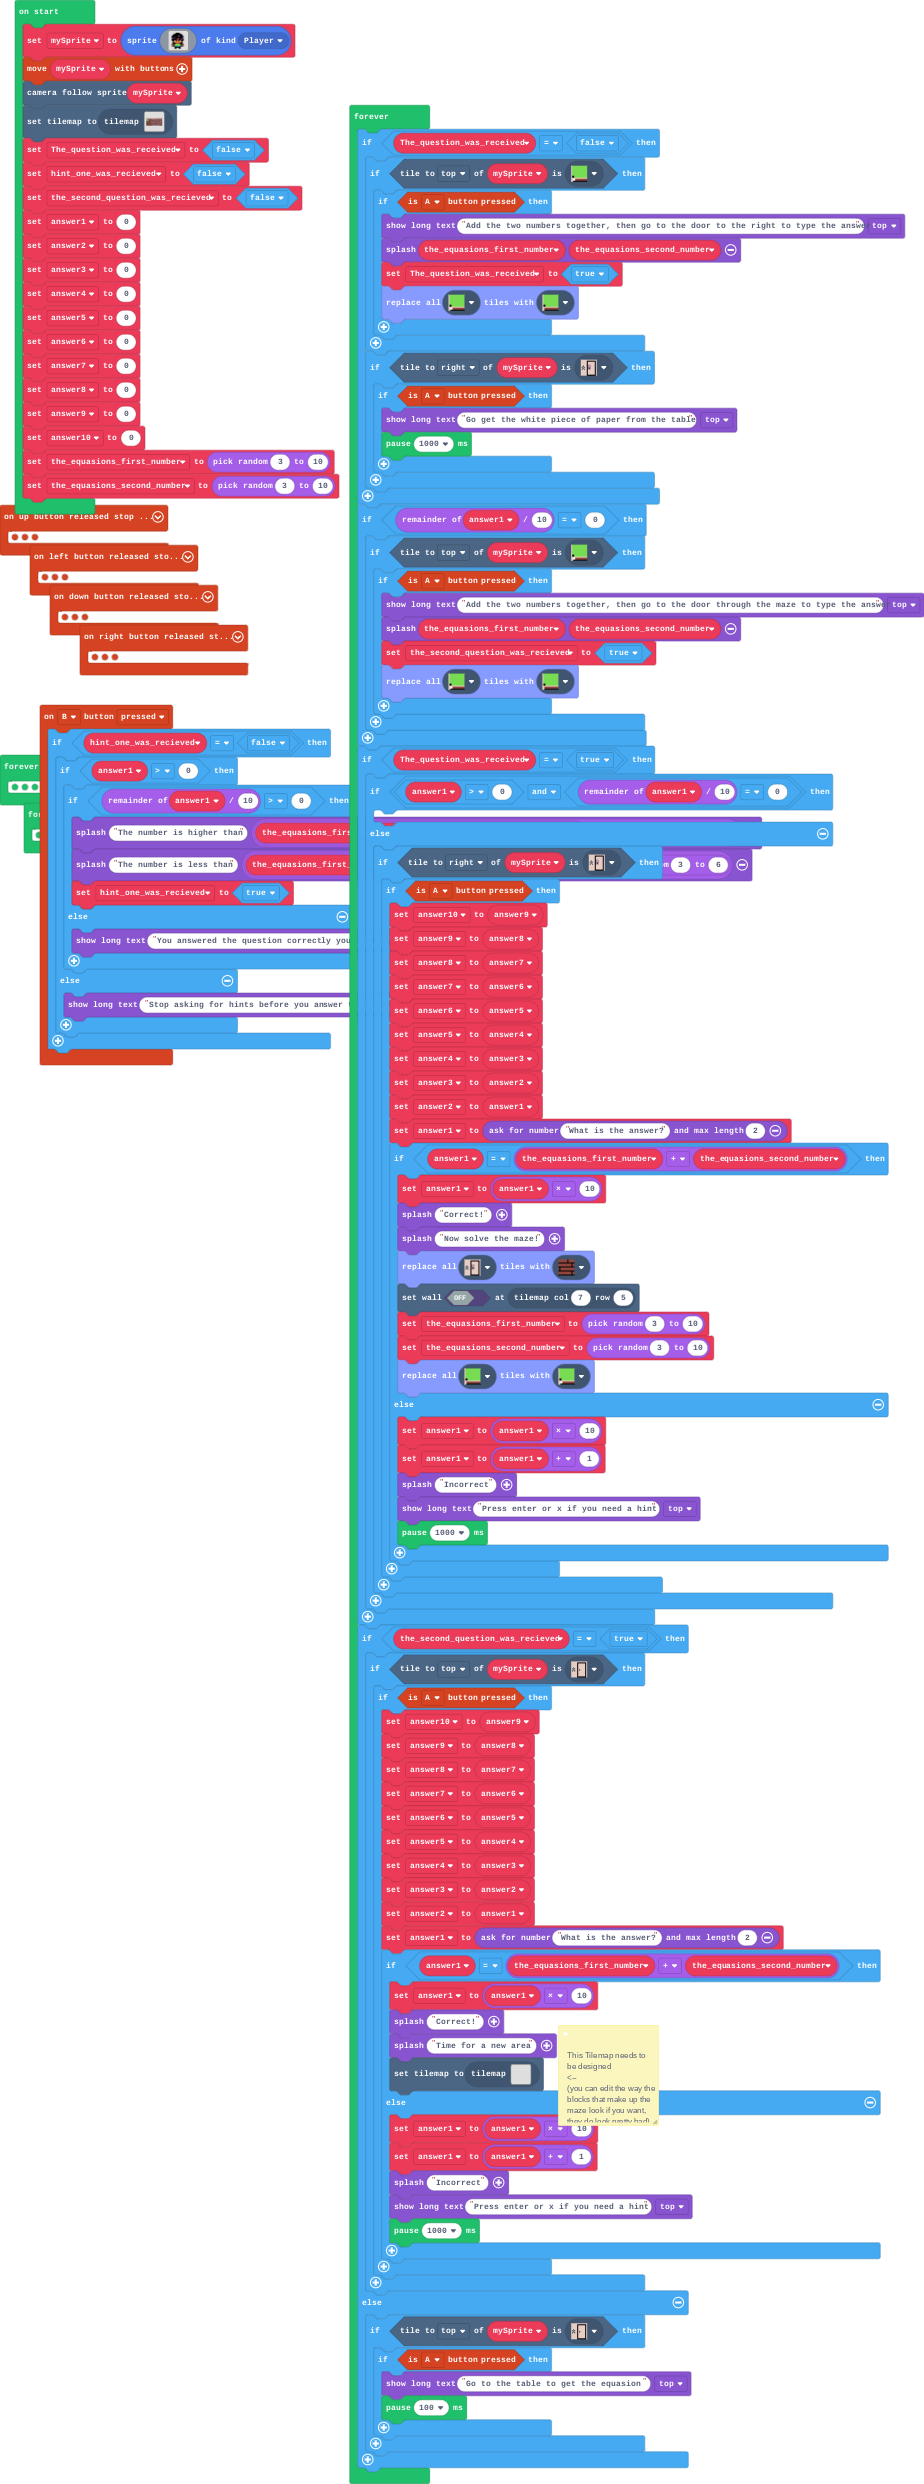 on start
set mySprite to sprite of kind Player
move mySprite with buttons
camera follow sprite mySprite
set tilemap to tilemap
set The_question_was_received to false
set hint_one_was_recieved to false
set the_second_question_was_recieved to false
set answer1 to 0
set answer2 to 0
set answer3 to 0
set answer4 to 0
set answer5 to 0
set answer6 to 0
set answer7 to 0
set answer8 to 0
set answer9 to 0
set answer10 to 0
set the_equasions_first_number to pick random 3 to 10
set the_equasions_second_number to pick random 3 to 10
on up button released stop ...
on left button released sto...
on down button released sto...
on right button released st...
on B button pressed
if hint_one_was_recieved = false then
if answer1 > 0 then
if remainder of answer1 / 10 > 0 then
splash "The number is higher than" the_equasions_firs
splash "The number is less than" the_equasions_first_
set hint_one_was_recieved to true
else
show long text "You answered the question correctly you
else
show long text "Stop asking for hints before you answer
forever
for
forever
if The_question_was_received = false then
if tile to top of mySprite is then
if is A button pressed then
show long text "Add the two numbers together, then go to the door to the right to type the answe top
splash the_equasions_first_number the_equasions_second_number
set The_question_was_received to true
replace all tiles with
if tile to right of mySprite is then
if is A button pressed then
show long text "Go get the white piece of paper from the table" top
pause 1000 ms
if remainder of answer1 / 10 = 0 then
if tile to top of mySprite is then
if is A button pressed then
show long text "Add the two numbers together, then go to the door through the maze to type the answe top
splash the_equasions_first_number the_equasions_second_number
set the_second_question_was_recieved to true
replace all tiles with
if The_question_was_received = true then
if answer1 > 0 and remainder of answer1 / 10 = 0 then
else
if tile to right of mySprite is then
m 3 to 6
if is A button pressed then
set answer10 to answer9
set answer9 to answer8
set answer8 to answer7
set answer7 to answer6
set answer6 to answer5
set answer5 to answer4
set answer4 to answer3
set answer3 to answer2
set answer2 to answer1
set answer1 to ask for number "What is the answer?" and max length 2
if answer1 = the_equasions_first_number + the_equasions_second_number then
set answer1 to answer1 × 10
splash "Correct!"
splash "Now solve the maze!"
replace all tiles with
set wall OFF at tilemap col 7 row 5
set the_equasions_first_number to pick random 3 to 10
set the_equasions_second_number to pick random 3 to 10
replace all tiles with
else
set answer1 to answer1 × 10
set answer1 to answer1 + 1
splash "Incorrect"
show long text "Press enter or x if you need a hint" top
pause 1000 ms
if the_second_question_was_recieved = true then
if tile to top of mySprite is then
if is A button pressed then
set answer10 to answer9
set answer9 to answer8
set answer8 to answer7
set answer7 to answer6
set answer6 to answer5
set answer5 to answer4
set answer4 to answer3
set answer3 to answer2
set answer2 to answer1
set answer1 to ask for number "What is the answer?" and max length 2
if answer1 = the_equasions_first_number + the_equasions_second_number then
set answer1 to answer1 × 10
splash "Correct!"
splash "Time for a new area"
set tilemap to tilemap
This Tilemap needs to
be designed
<--
(you can edit the way the
blocks that make up the
maze look if you want,
they do look pretty bad)
else
set answer1 to answer1 × 10
set answer1 to answer1 + 1
splash "Incorrect"
show long text "Press enter or x if you need a hint" top
pause 1000 ms
else
if tile to top of mySprite is then
if is A button pressed then
show long text "Go to the table to get the equasion" top
pause 100 ms